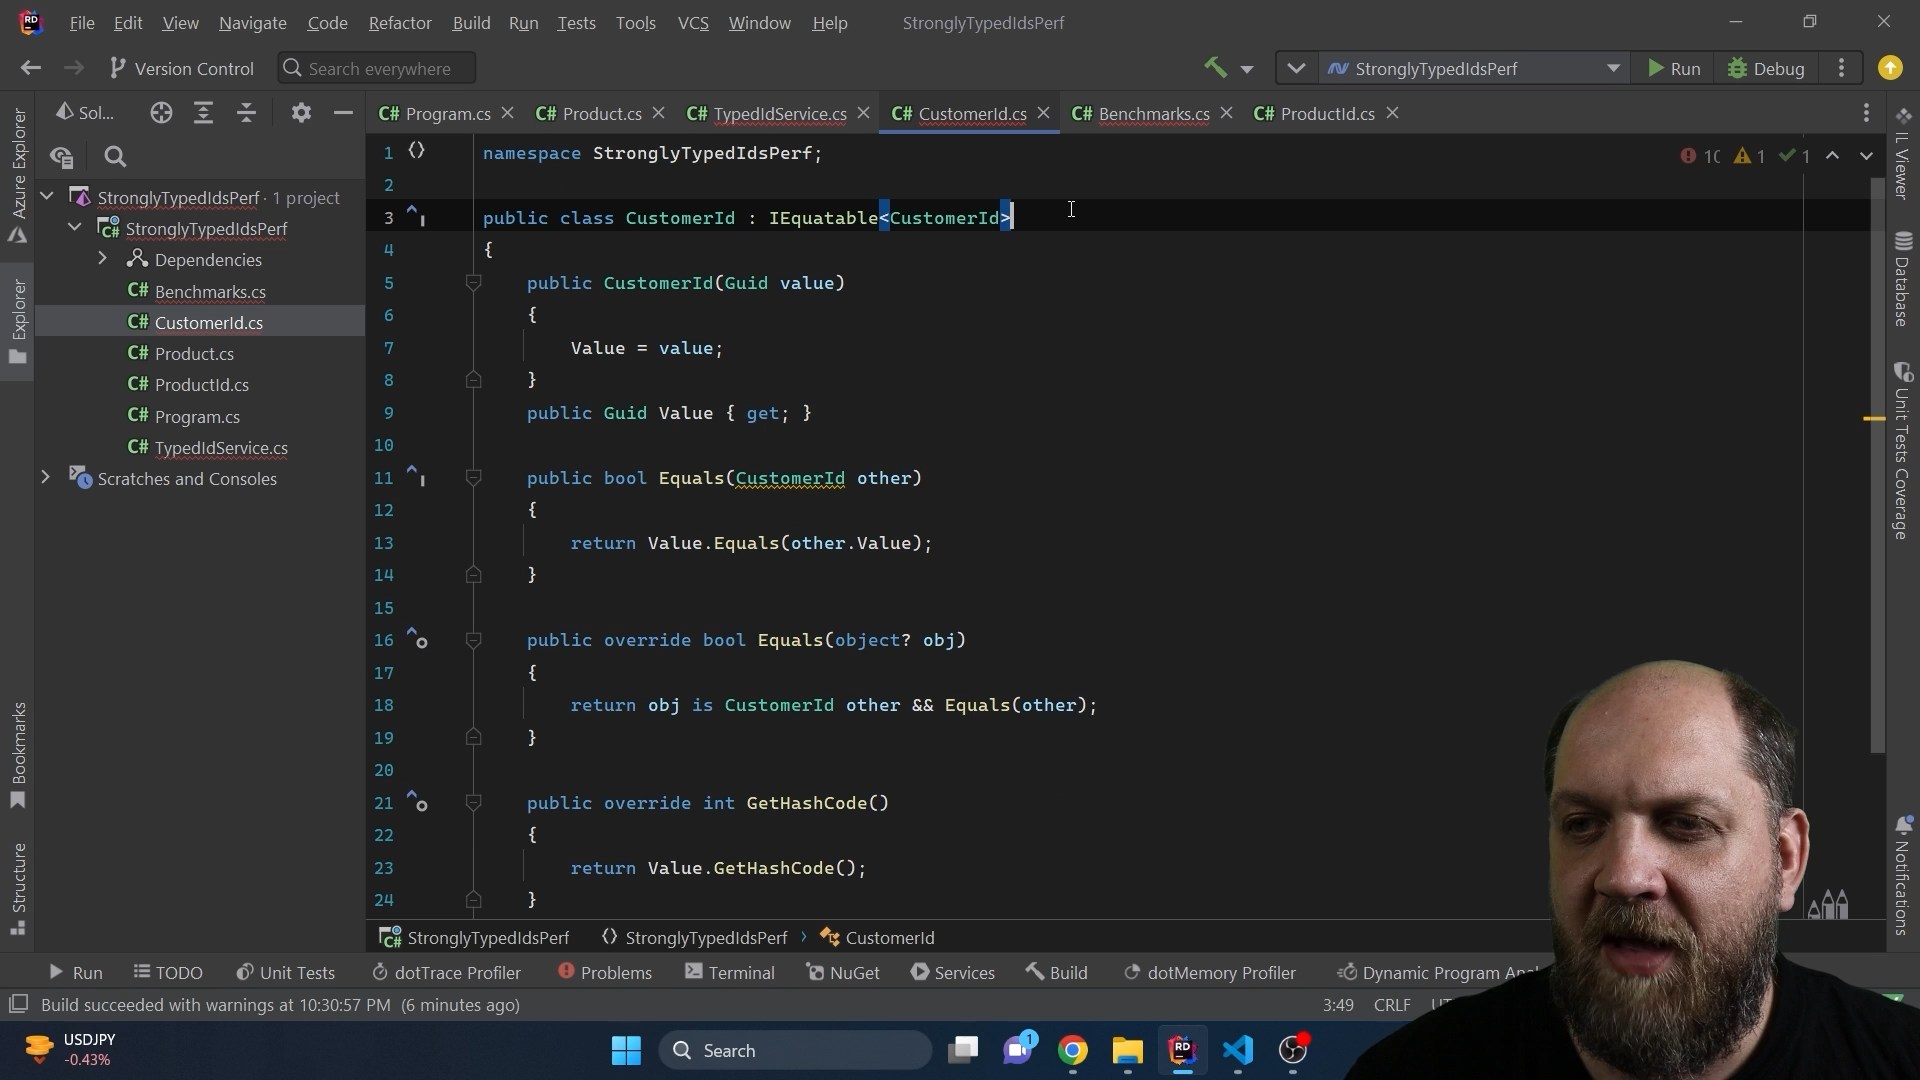 File Edit View Navigate Code Refactor Build Run Tests Tools VCS Window Help StronglyTypedIdsPerf
Version Control Search everywhere StronglyTypedIdsPerf Run Debug
Sol... Program.cs Product.cs TypedIdService.cs CustomerId.cs Benchmarks.cs ProductId.cs
Azure Explorer
Explorer
Bookmarks
Structure
StronglyTypedIdsPerf · 1 project
StronglyTypedIdsPerf
Dependencies
C# Benchmarks.cs
C# CustomerId.cs
C# Product.cs
C# ProductId.cs
C# Program.cs
C# TypedIdService.cs
Scratches and Consoles
1 namespace StronglyTypedIdsPerf;
2
3 public class CustomerId : IEquatable<CustomerId>
4 {
5 public CustomerId(Guid value)
6 {
7 Value = value;
8 }
9 public Guid Value { get; }
10
11 public bool Equals(CustomerId other)
12 {
13 return Value.Equals(other.Value);
14 }
15
16 public override bool Equals(object? obj)
17 {
18 return obj is CustomerId other && Equals(other);
19 }
20
21 public override int GetHashCode()
22 {
23 return Value.GetHashCode();
24 }
1 1
IL Viewer
Database
Unit Tests Coverage
Notifications
StronglyTypedIdsPerf StronglyTypedIdsPerf › CustomerId
Run TODO Unit Tests dotTrace Profiler Problems Terminal NuGet Services Build dotMemory Profiler Dynamic Program
Build succeeded with warnings at 10:30:57 PM (6 minutes ago) 3:49 CRLF
USDJPY
-0.43%
Search
1